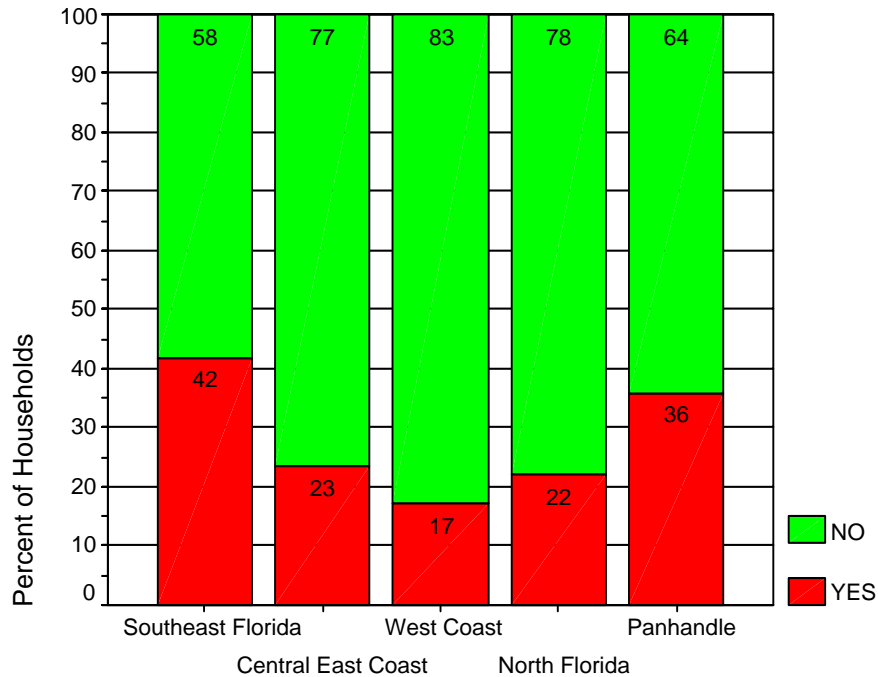 100
90
80
70
60
50
40
30
20
10
0
Percent of Households
58 77 83 78 64
42 23 17 22 36
NO
YES
Southeast Florida West Coast Panhandle
Central East Coast North Florida